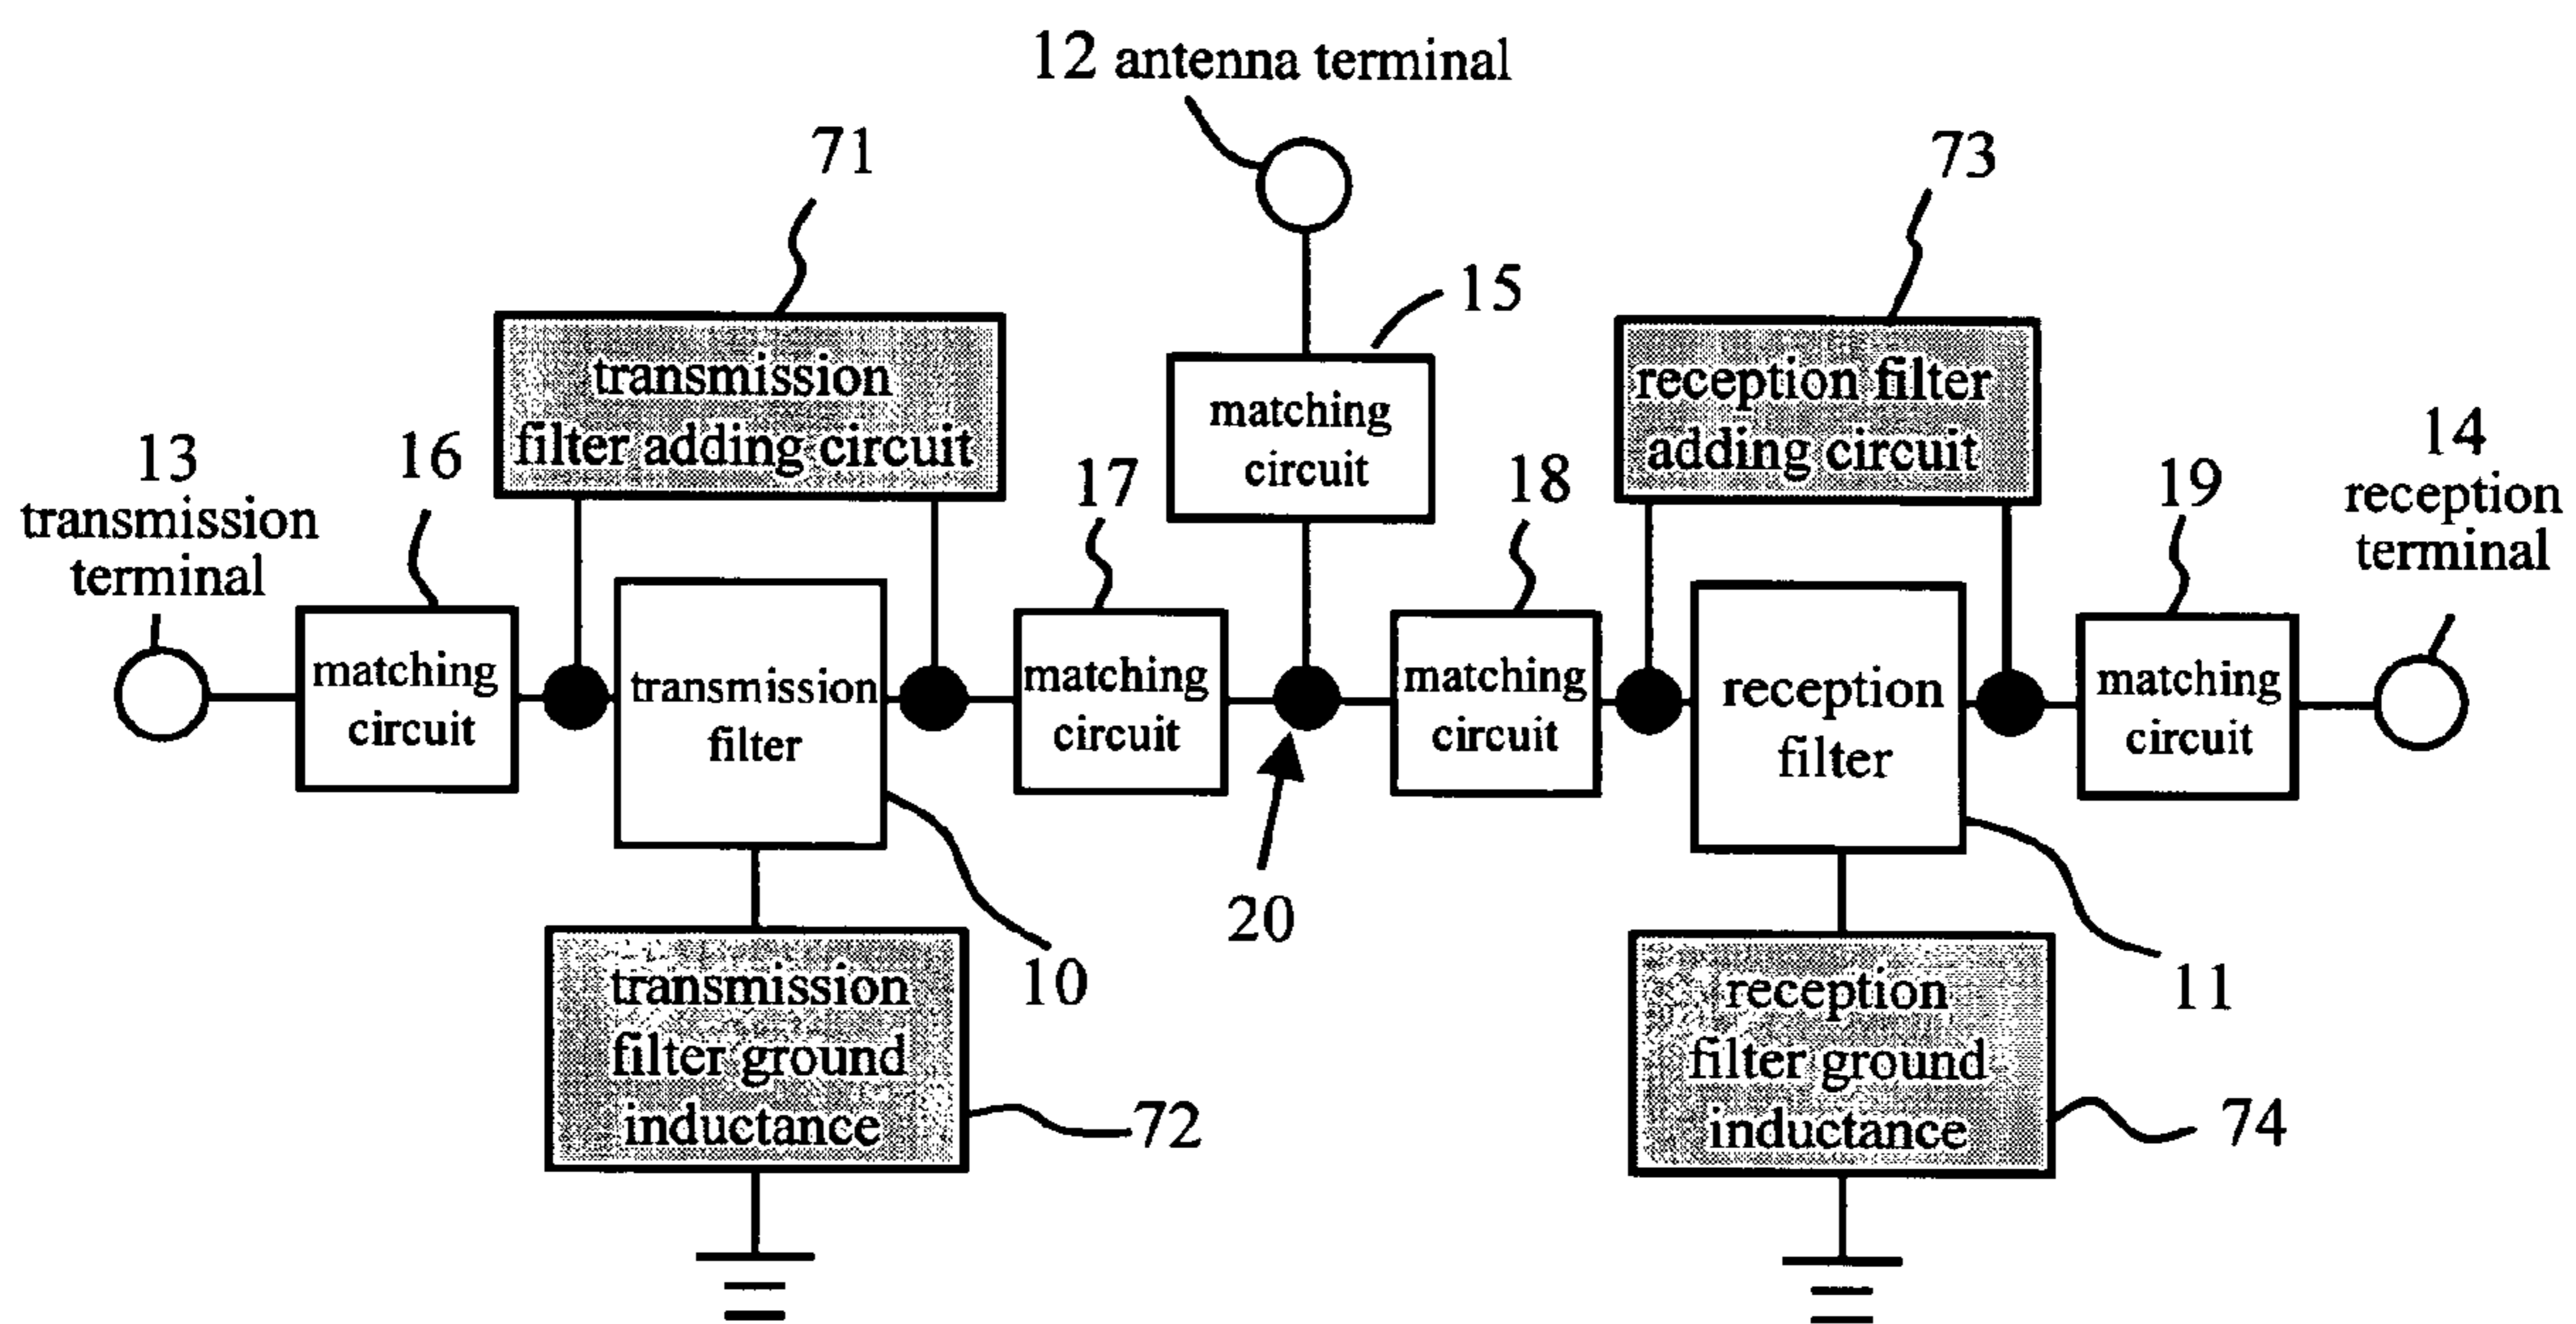 12 antenna terminal
71
73
15
transmission
filter adding circuit
reception filter
adding circuit
matching
circuit
13
transmission
terminal
16
17
18
19
14
reception
terminal
matching
circuit
transmission
filter
matching
circuit
matching
circuit
reception
filter
matching
circuit
20
10
11
transmission
filter ground
inductance
72
reception
filter ground
inductance
74